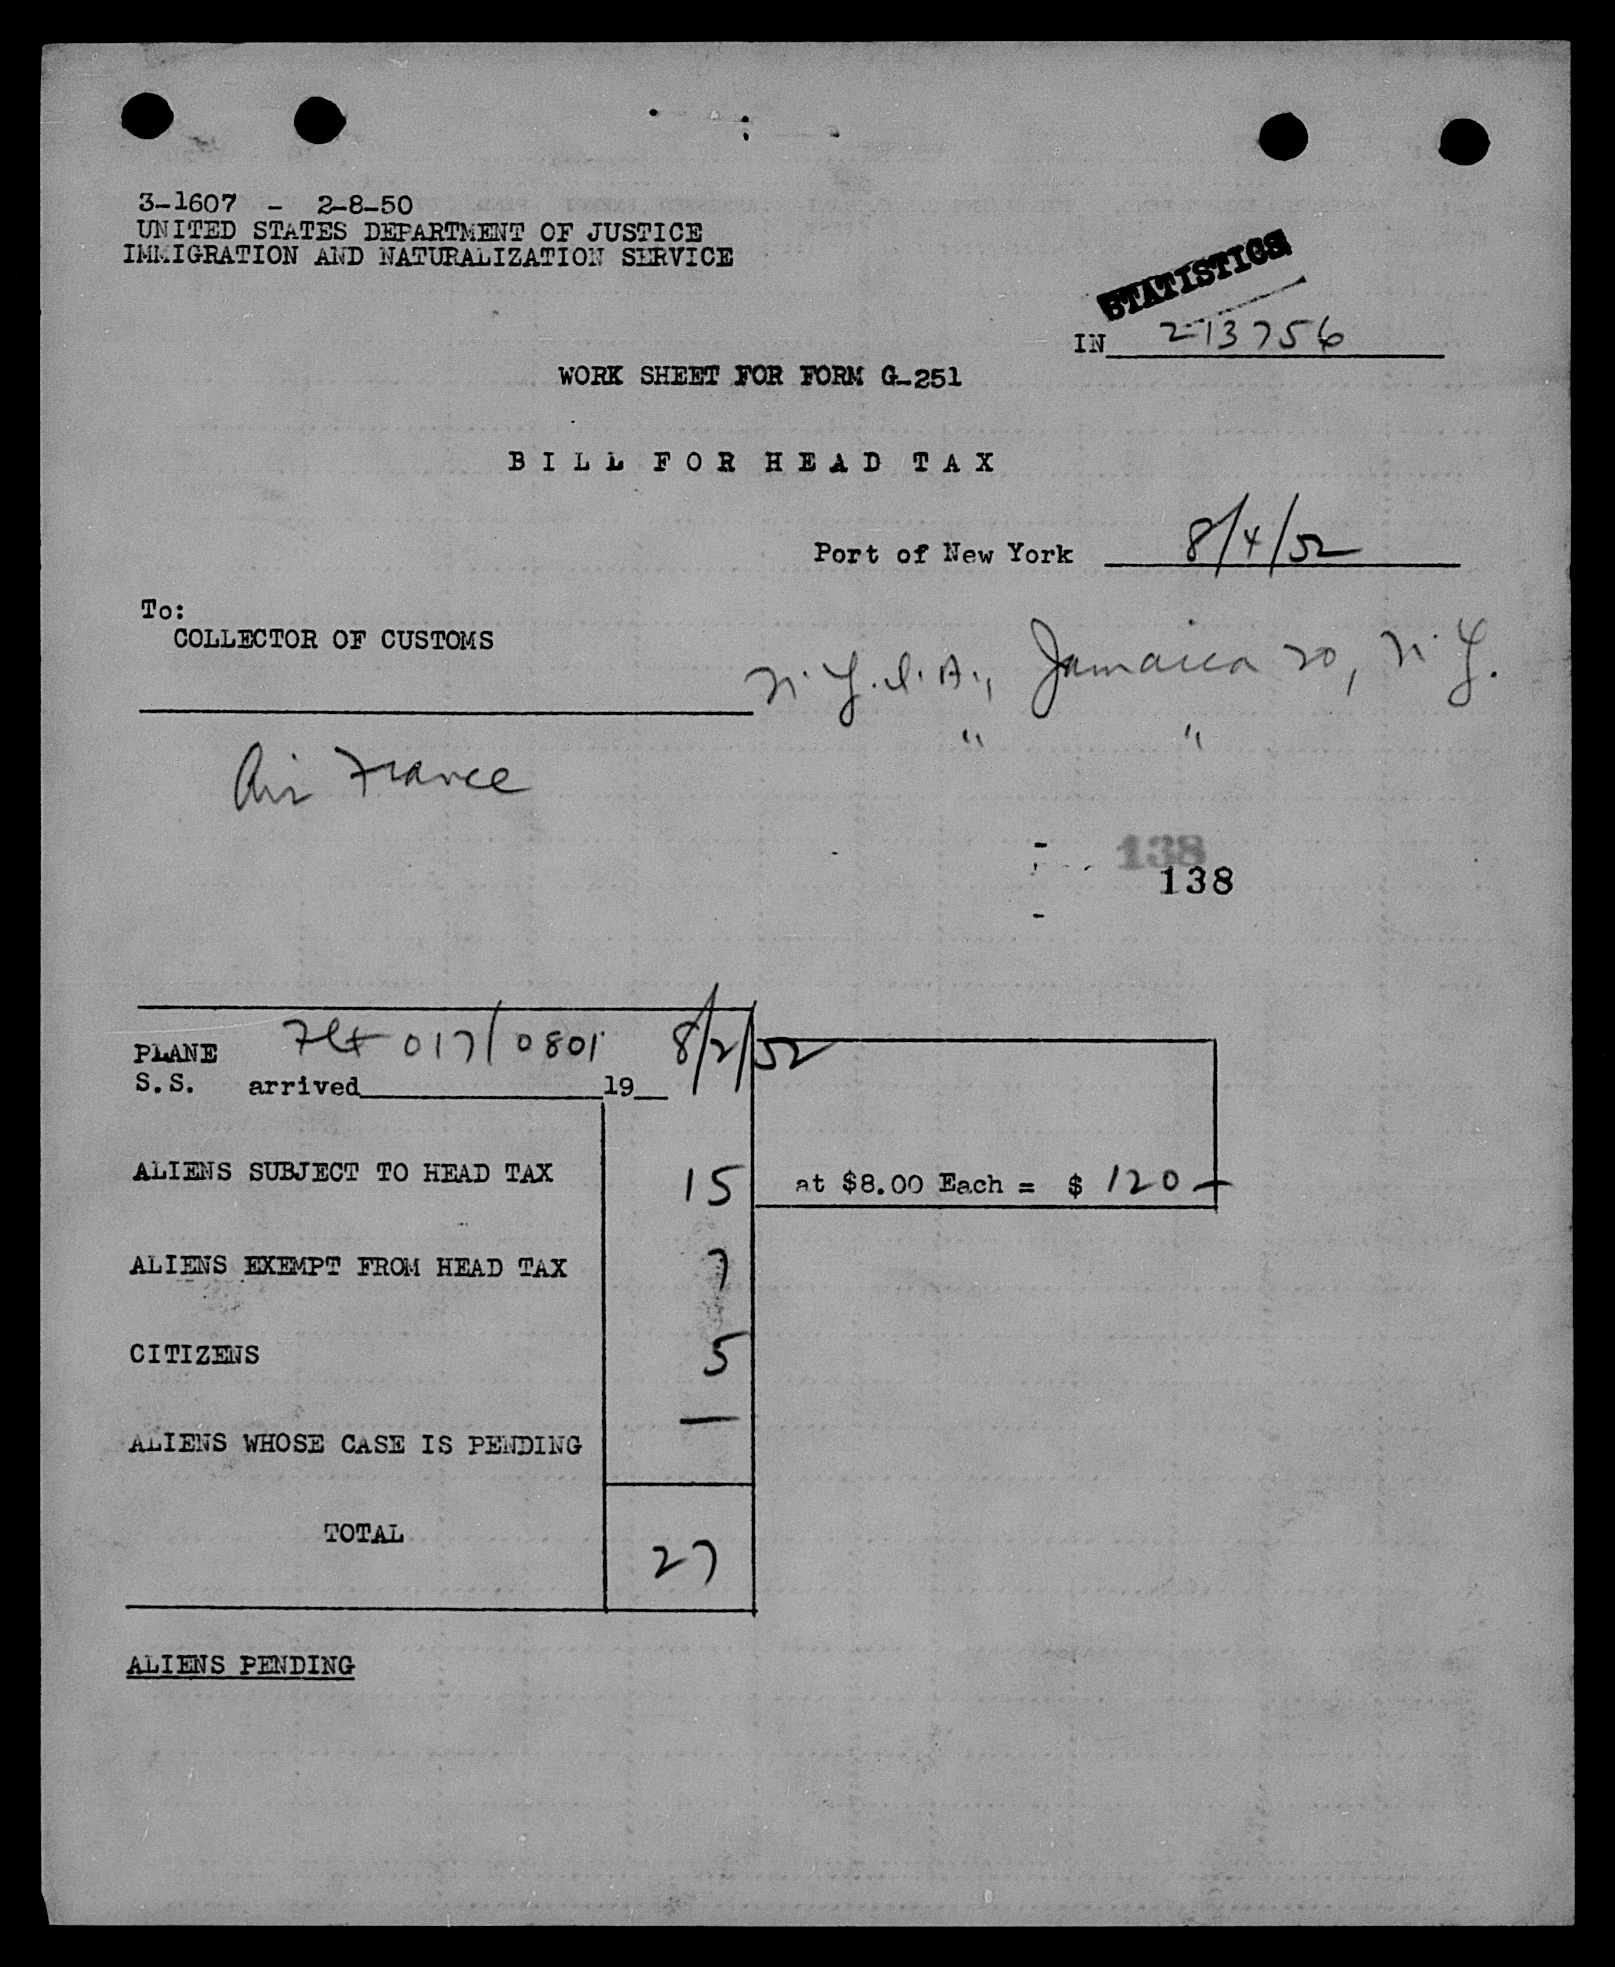 3-1607 - 2-8-50
UNITED STATES DEPARTMENT OF JUSTICE
IMMIGRATION AND NATURALIZATION SERVICE
STATISTICS
IN 213756
WORK SHEET FOR FORM G-251
BILL FOR HEAD TAX
Port of New York 8/4/52
To:
COLLECTOR OF CUSTOMS
N.Y.I.A., Jamaica 20, N.Y.
" "
Air France
138
138
PLANE Flt 017/0801 8/2/52
S.S. arrived 19
ALIENS SUBJECT TO HEAD TAX 15 at $8.00 Each = $ 120 —
ALIENS EXEMPT FROM HEAD TAX 7
CITIZENS 5
ALIENS WHOSE CASE IS PENDING —
TOTAL 27
ALIENS PENDING